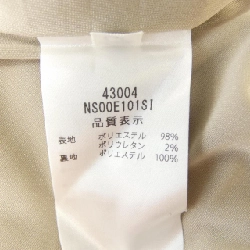 43004
NS00E101SI
品質表示
表地 ポリエステル 98%
ポリウレタン 2%
裏地 ポリエステル 100%